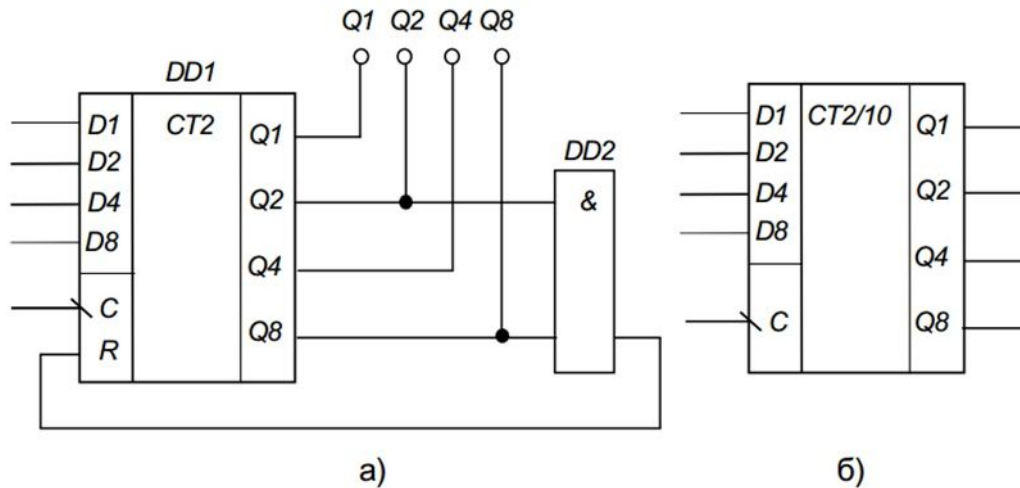 Q1 Q2 Q4 Q8
DD1
D1 CT2 Q1
D2
D4 Q2
D8
Q4
C
Q8
R
DD2
&
а)
D1 CT2/10 Q1
D2
D4 Q2
D8
Q4
C Q8
б)